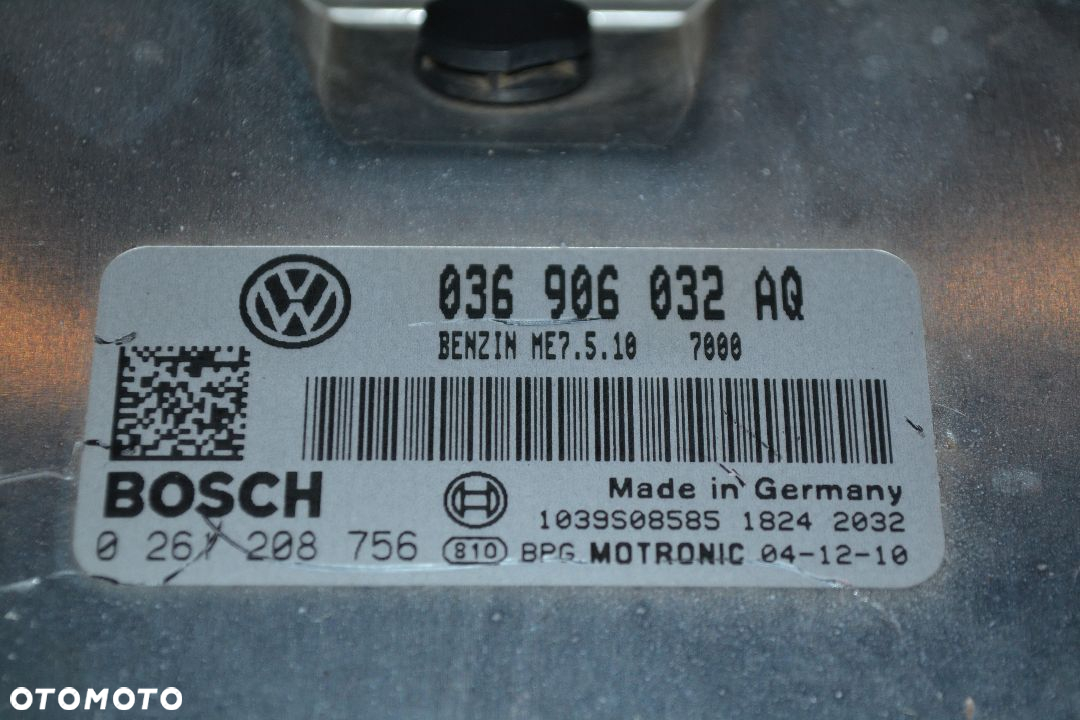 036 906 032 AQ
BENZIN ME7.5.10 7000
BOSCH
Made in Germany
1039S08585 1824 2032
0 261 208 756 810 BPG MOTRONIC 04-12-10
OTOMOTO